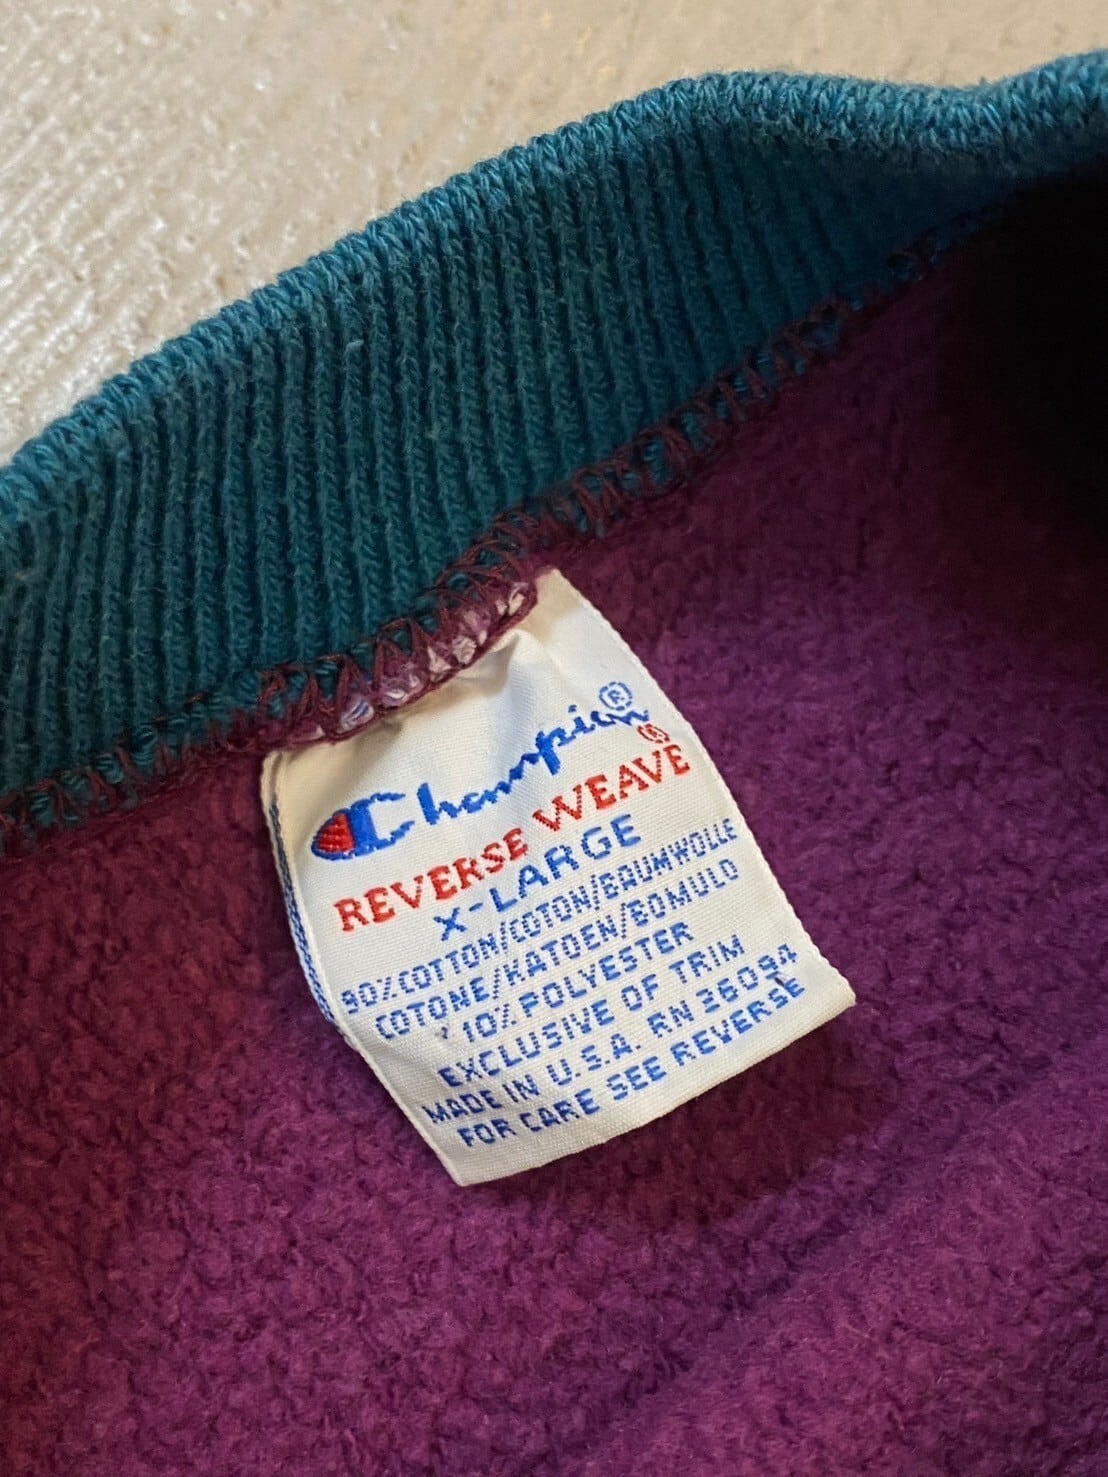 Champion®
REVERSE WEAVE®
X-LARGE
90% COTTON/COTON/BAUMWOLLE
COTONE/KATOEN/BOMULD
10% POLYESTER
EXCLUSIVE OF TRIM
MADE IN U.S.A. RN 26094
FOR CARE SEE REVERSE